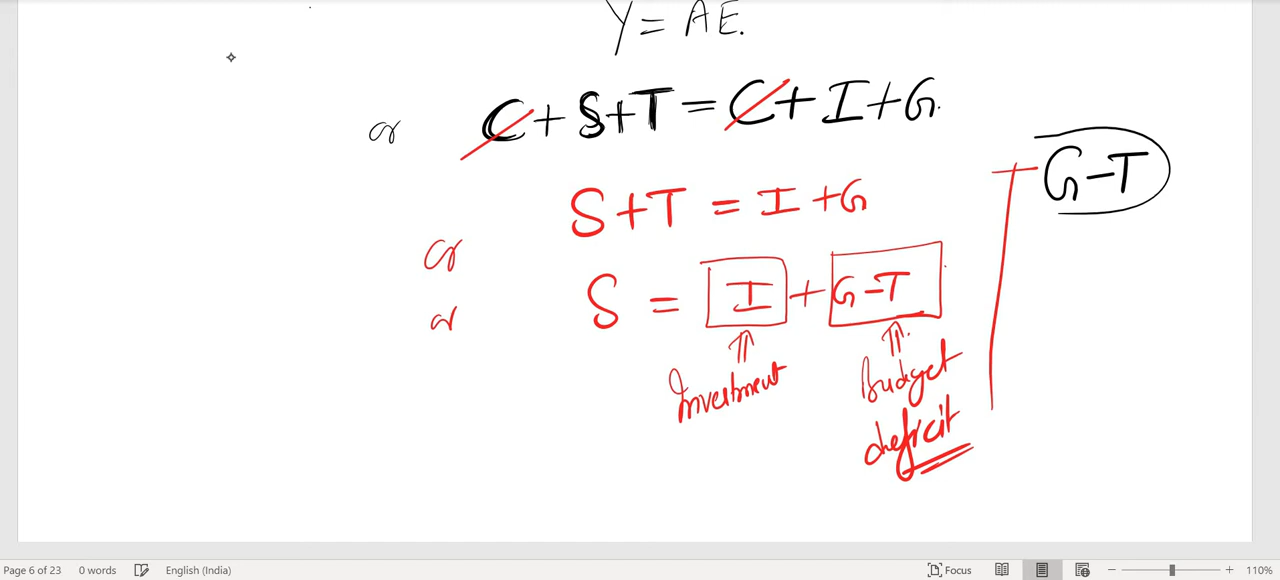 Y = AE.
or C + S + T = C + I + G.
G - T
S + T = I + G
or
or S = I + G - T
Investment Budget
deficit
Page 6 of 23 0 words English (India) Focus 110%